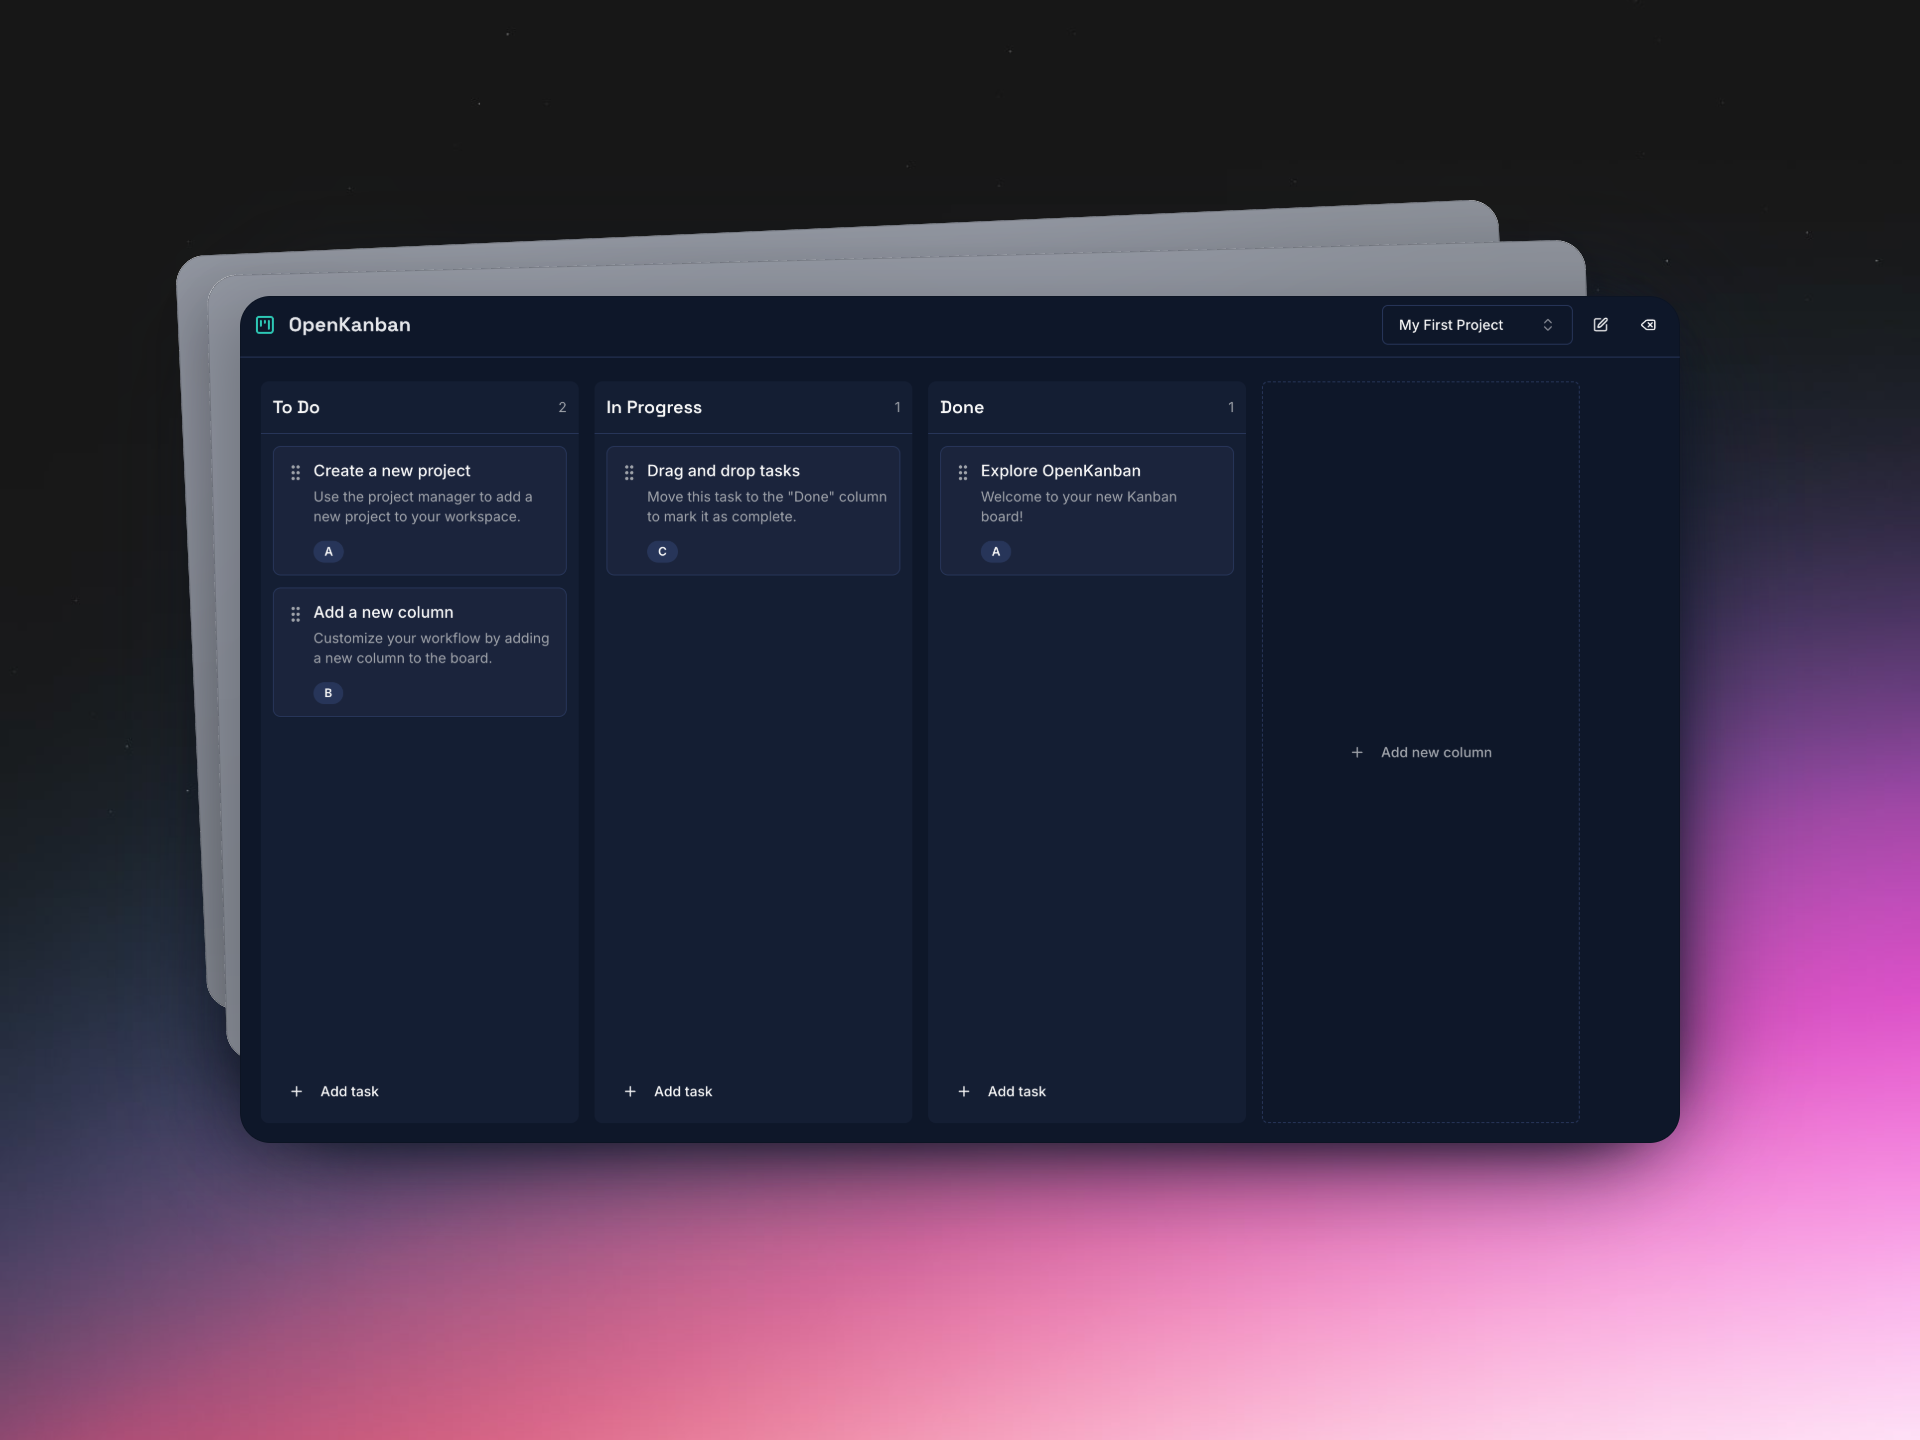 OpenKanban
My First Project
To Do
2
Create a new project
Use the project manager to add a
new project to your workspace.
A
Add a new column
Customize your workflow by adding
a new column to the board.
B
Add task
In Progress
1
Drag and drop tasks
Move this task to the "Done" column
to mark it as complete.
C
Add task
Done
1
Explore OpenKanban
Welcome to your new Kanban
board!
A
Add task
Add new column